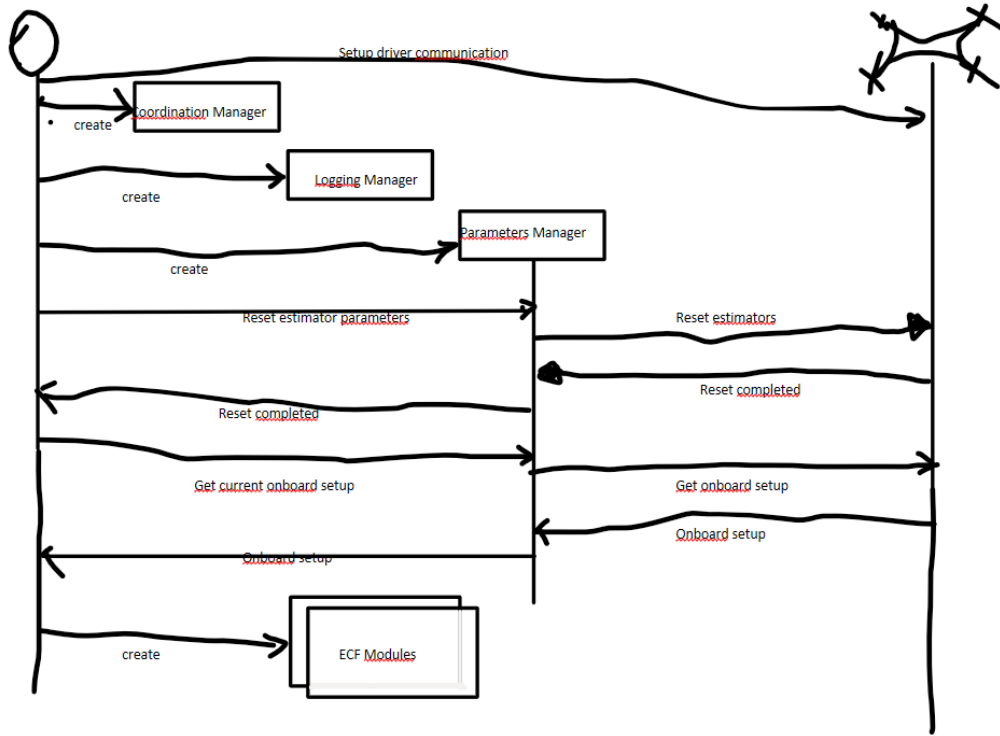 Setup driver communication
Coordination Manager
create
Logging Manager
create
Parameters Manager
create
Reset estimator parameters
Reset estimators
Reset completed
Reset completed
Get current onboard setup
Get onboard setup
Onboard setup
Onboard setup
create
ECF Modules